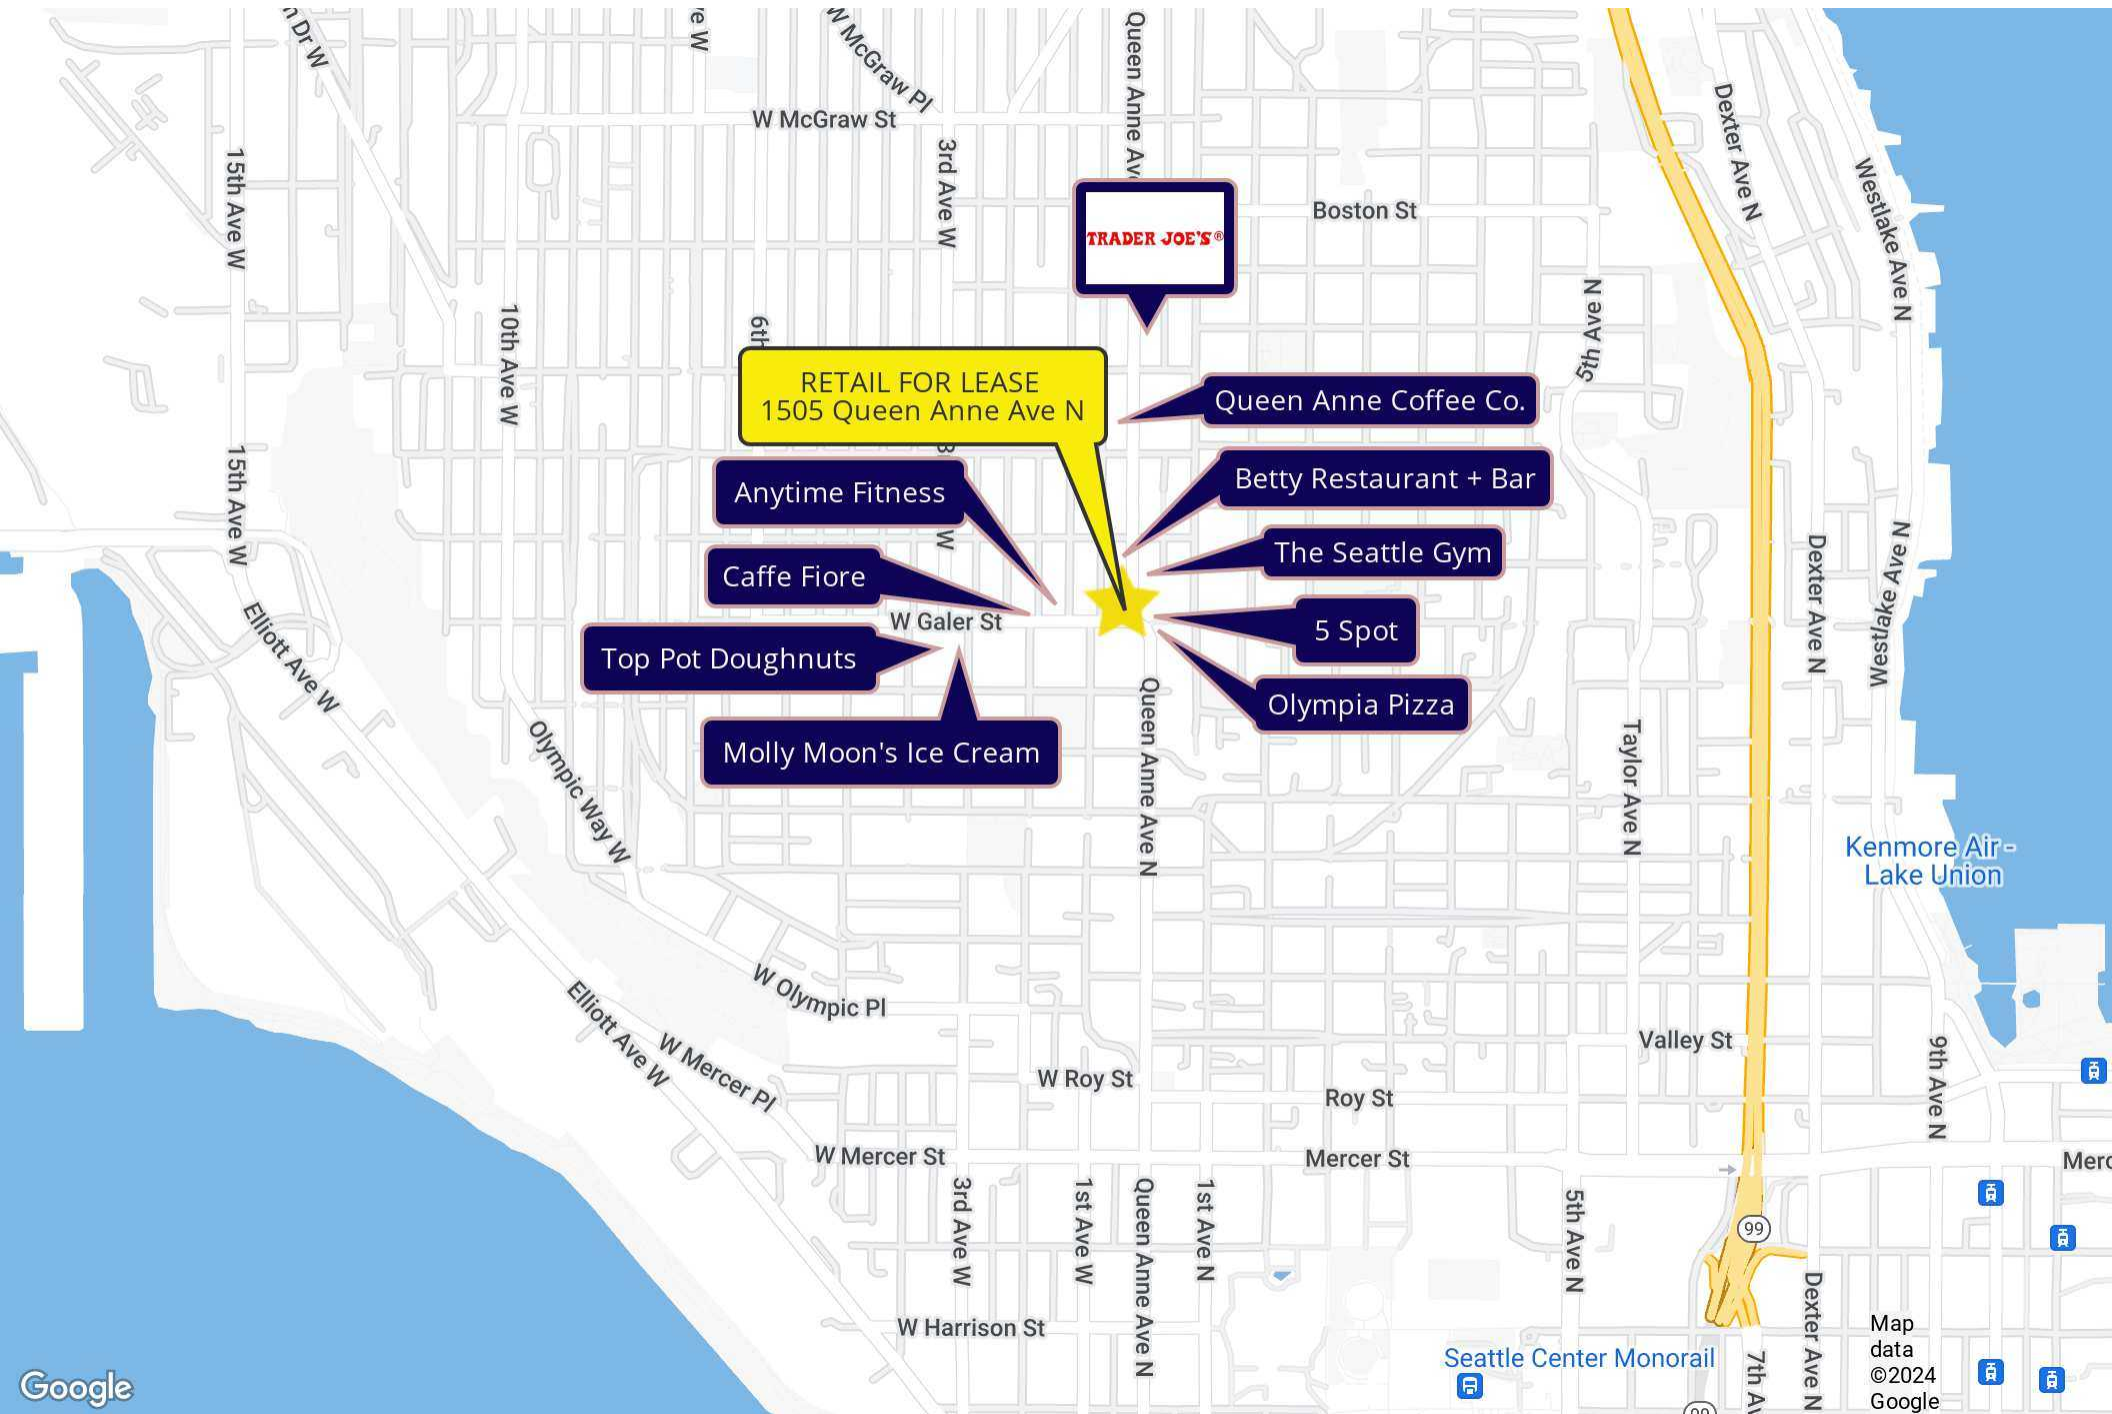 n Dr W
ve W
W McGraw Pl
Queen Anne Ave
W McGraw St
Dexter Ave N
Westlake Ave N
15th Ave W
3rd Ave W
Boston St
TRADER JOE'S®
10th Ave W
6th
5th Ave N
RETAIL FOR LEASE
1505 Queen Anne Ave N
Queen Anne Coffee Co.
15th Ave W
Anytime Fitness
Betty Restaurant + Bar
The Seattle Gym
Caffe Fiore
W Galer St
5 Spot
Top Pot Doughnuts
Olympia Pizza
Molly Moon's Ice Cream
Dexter Ave N
Westlake Ave N
Elliott Ave W
Queen Anne Ave N
Olympic Way W
Taylor Ave N
Kenmore Air -
Lake Union
W Olympic Pl
Elliott Ave W
W Mercer Pl
Valley St
9th Ave N
W Roy St
Roy St
W Mercer St
Mercer St
Merc
3rd Ave W
1st Ave W
Queen Anne Ave N
1st Ave N
5th Ave N
99
Dexter Ave N
W Harrison St
Seattle Center Monorail
7th Av
Map
data
©2024
Google
Google